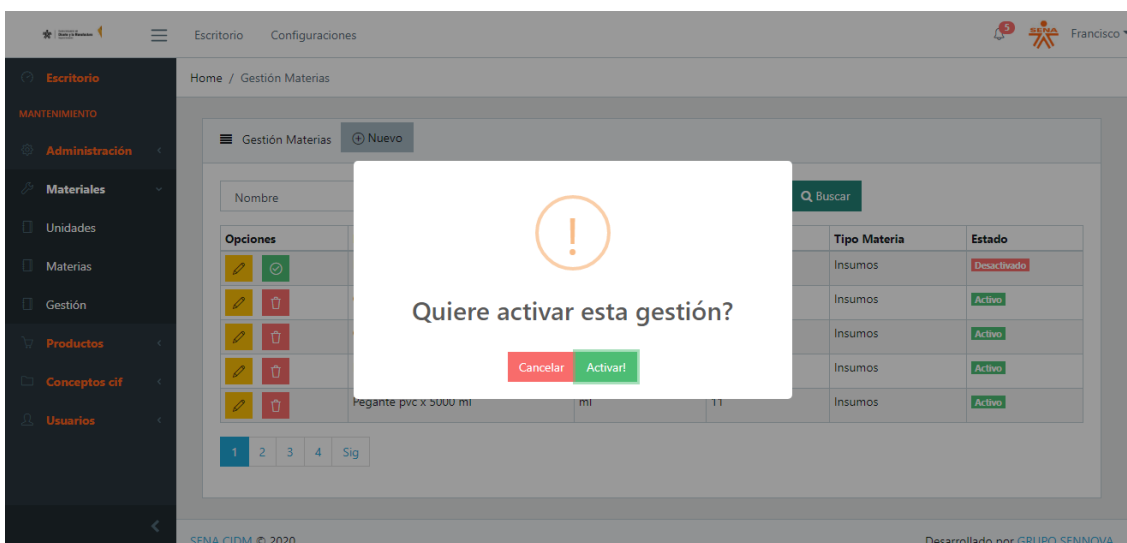 Escritorio Configuraciones 5 SENA Francisco
Escritorio
Home / Gestión Materias
MANTENIMIENTO
Administración
Materiales
Unidades
Materias
Gestión
Productos
Conceptos cif
Usuarios
Gestión Materias Nuevo
Nombre Buscar
Opciones Tipo Materia Estado
Insumos Desactivado
Insumos Activo
Insumos Activo
Insumos Activo
Pegante pvc x 5000 ml ml 11 Insumos Activo
!
Quiere activar esta gestión?
Cancelar Activar!
1 2 3 4 Sig
SENA CIDM © 2020 Desarrollado por GRUPO SENNOVA